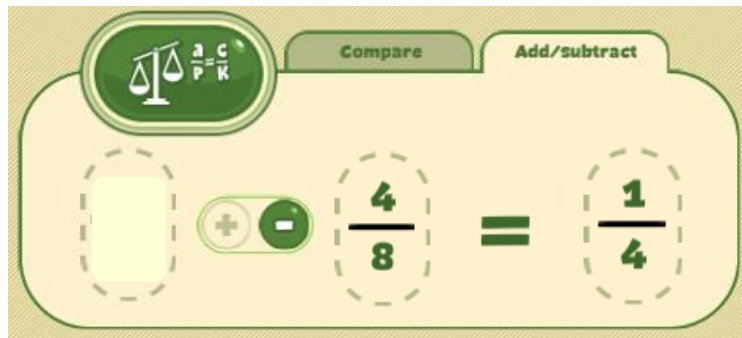 a/P = c/K
Compare
Add/subtract
+ - 4/8 = 1/4